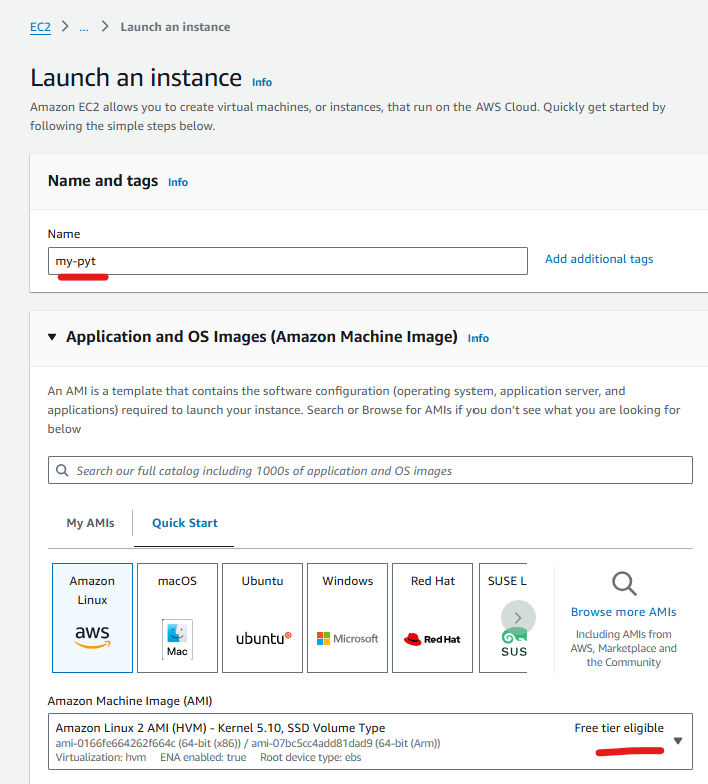 EC2 > ... > Launch an instance
Launch an instance Info
Amazon EC2 allows you to create virtual machines, or instances, that run on the AWS Cloud. Quickly get started by
following the simple steps below.
Name and tags Info
Name
my-pyt
Add additional tags
Application and OS Images (Amazon Machine Image) Info
An AMI is a template that contains the software configuration (operating system, application server, and
applications) required to launch your instance. Search or Browse for AMIs if you don't see what you are looking for
below
Search our full catalog including 1000s of application and OS images
My AMIs
Quick Start
Amazon
Linux
aws
macOS
Mac
Ubuntu
ubuntu
Windows
Microsoft
Red Hat
Red Hat
SUSE L
SUS
Browse more AMIs
Including AMIs from
AWS, Marketplace and
the Community
Amazon Machine Image (AMI)
Amazon Linux 2 AMI (HVM) - Kernel 5.10, SSD Volume Type
Free tier eligible
ami-0166fe664262f664c (64-bit (x86)) / ami-07bc5cc4add81dad9 (64-bit (Arm))
Virtualization: hvm ENA enabled: true Root device type: ebs